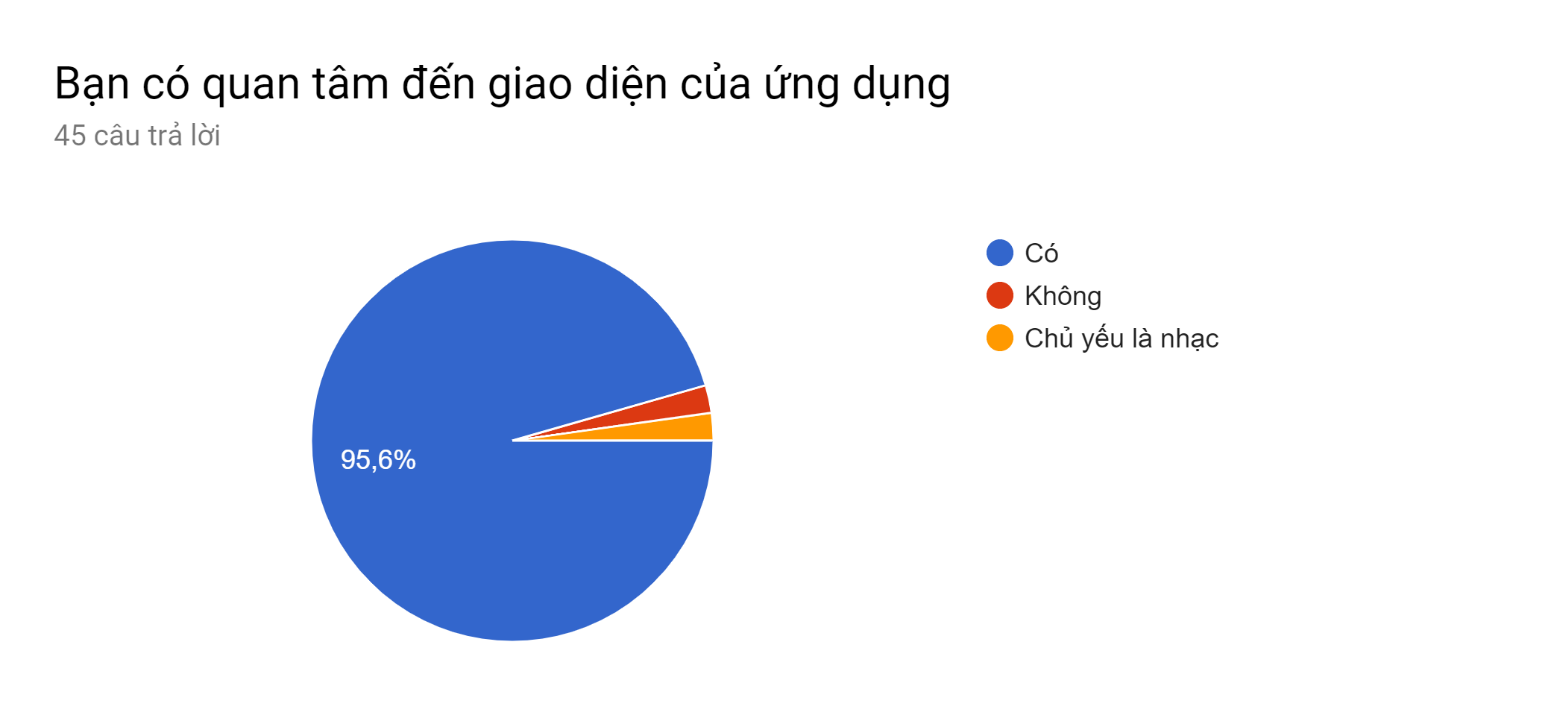 Bạn có quan tâm đến giao diện của ứng dụng
45 câu trả lời
Có
Không
Chủ yếu là nhạc
95,6%